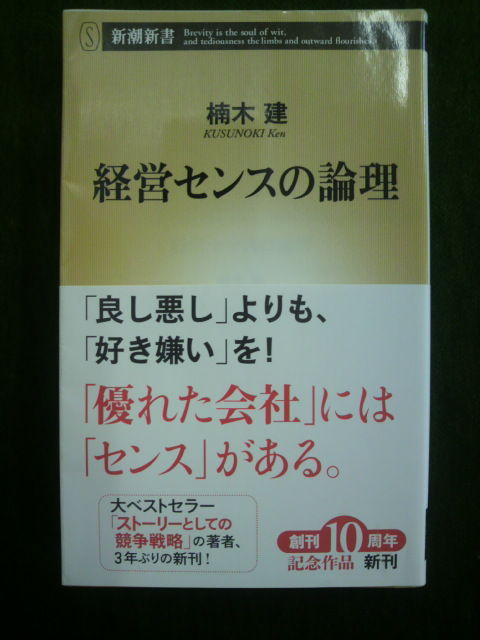 S 新潮新書 Brevity is the soul of wit,
and tediousness the limbs and outward flourishes
楠木 建
KUSUNOKI Ken
経営センスの論理
「良し悪し」よりも、
「好き嫌い」を!
「優れた会社」には
「センス」がある。
大ベストセラー
「ストーリーとしての
競争戦略」の著者、
3年ぶりの新刊!
創刊10周年
記念作品 新刊